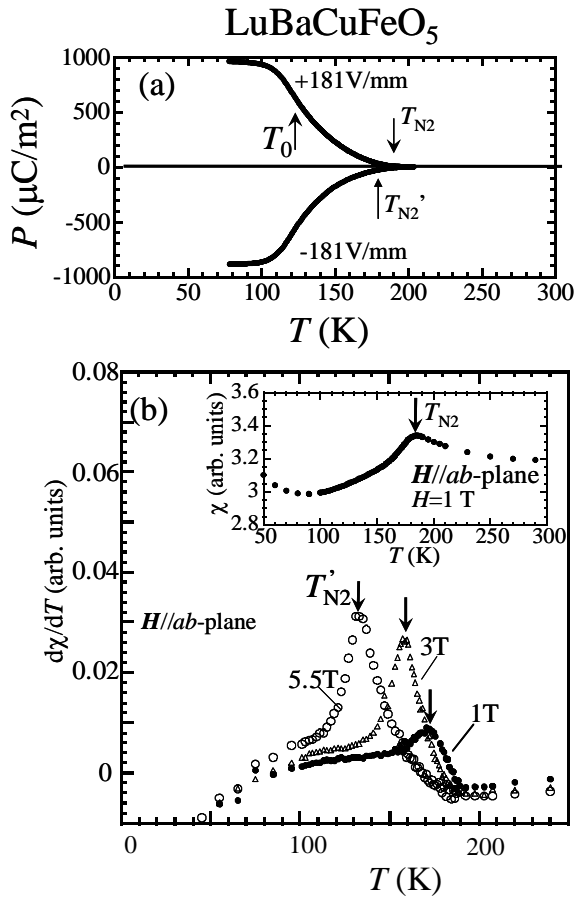 LuBaCuFeO5
(a)
+181V/mm
TN2
T0
TN2'
-181V/mm
P (μC/m2)
1000
500
0
-500
-1000
0 50 100 150 200 250 300
T (K)
(b)
0.08
0.06
0.04
0.02
0
dχ/dT (arb. units)
3.6
3.4
3.2
3
2.8
χ (arb. units)
TN2
H//ab-plane
H=1 T
50 100 150 200 250 300
T (K)
T'N2
H//ab-plane
5.5T
3T
1T
0 100 200
T (K)